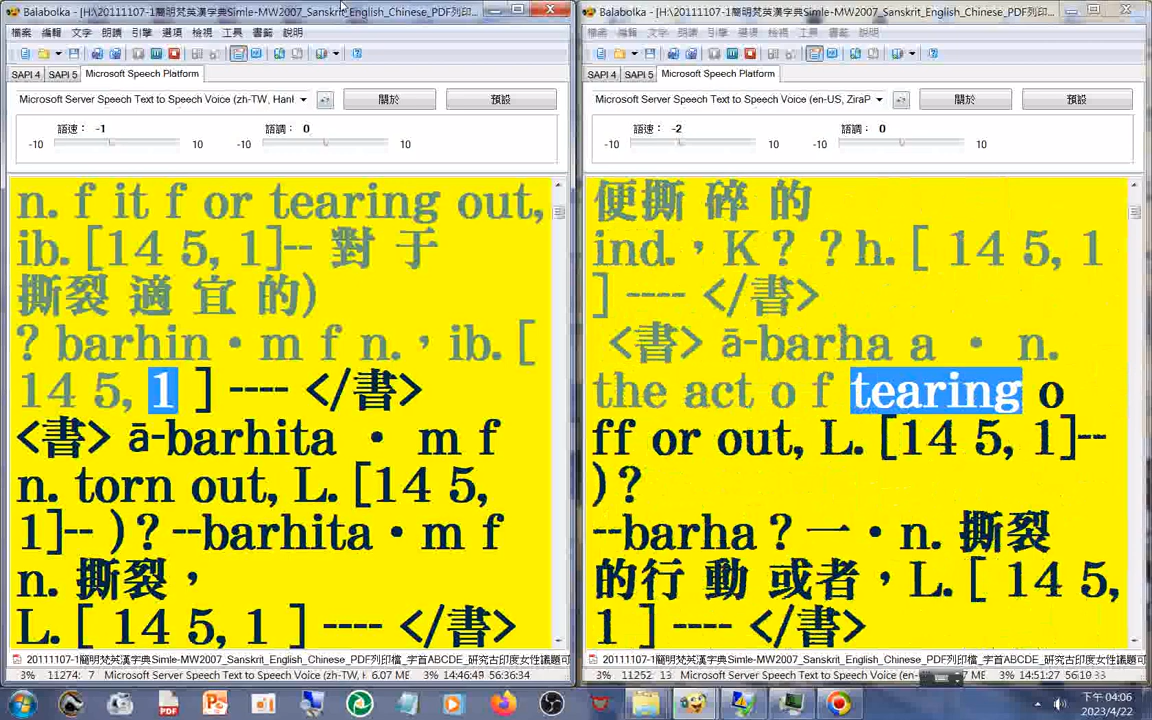 Balabolka - [H:\20111107-1簡明梵英漢字典Simle-MW2007_Sanskrit_English_Chinese_PDF列印...
檔案 編輯 文字 朗讀 引擎 選項 檢視 工具 書籤 說明
SAPI 4 SAPI 5 Microsoft Speech Platform
Microsoft Server Speech Text to Speech Voice (zh-TW, HanH
關於 預設
語速： -1 語調： 0
-10 10 -10 10
n. f it f or tearing out,
ib. [14 5, 1]-- 對 于
撕裂 適 宜 的)
? barhin・m f n.，ib. [
14 5, 1 ] ---- </書>
<書> ā-barhita ・ m f
n. torn out, L. [14 5,
1]-- )？--barhita・m f
n. 撕裂，
L. [ 14 5, 1 ] ---- </書>
20111107-1簡明梵英漢字典Simle-MW2007_Sanskrit_English_Chinese_PDF列印檔_字首ABCDE_研究古印度女性議題可
3% 11274: 7 Microsoft Server Speech Text to Speech Voice (zh-TW, 6.07 ME 3% 14:46:49 56:36:34
Balabolka - [H:\20111107-1簡明梵英漢字典Simle-MW2007_Sanskrit_English_Chinese_PDF列印...
檔案 編輯 文字 朗讀 引擎 選項 檢視 工具 書籤 說明
SAPI 4 SAPI 5 Microsoft Speech Platform
Microsoft Server Speech Text to Speech Voice (en-US, ZiraP
關於 預設
語速： -2 語調： 0
-10 10 -10 10
便撕 碎 的
ind.，K？？h. [ 14 5, 1
] ---- </書>
<書> ā-barha a ・ n.
the act o f tearing o
ff or out, L. [14 5, 1]--
)？
--barha？一・n. 撕裂
的行 動 或者，L. [ 14 5,
1 ] ---- </書>
20111107-1簡明梵英漢字典Simle-MW2007_Sanskrit_English_Chinese_PDF列印檔_字首ABCDE_研究古印度女性議題可
3% 11252: 13 Microsoft Server Speech Text to Speech Voice 3% 14:51:27
下午 04:06
2023/4/22